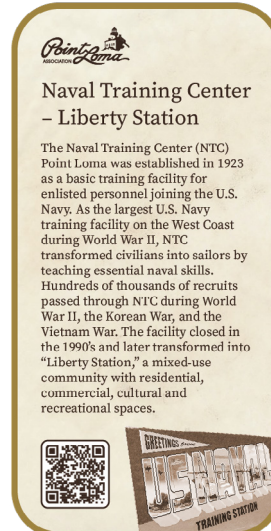 Point Loma
ASSOCIATION
Naval Training Center
– Liberty Station
The Naval Training Center (NTC)
Point Loma was established in 1923
as a basic training facility for
enlisted personnel joining the U.S.
Navy. As the largest U.S. Navy
training facility on the West Coast
during World War II, NTC
transformed civilians into sailors by
teaching essential naval skills.
Hundreds of thousands of recruits
passed through NTC during World
War II, the Korean War, and the
Vietnam War. The facility closed in
the 1990’s and later transformed into
“Liberty Station,” a mixed-use
community with residential,
commercial, cultural and
recreational spaces.
GREETINGS from
US NAVAL
TRAINING STATION